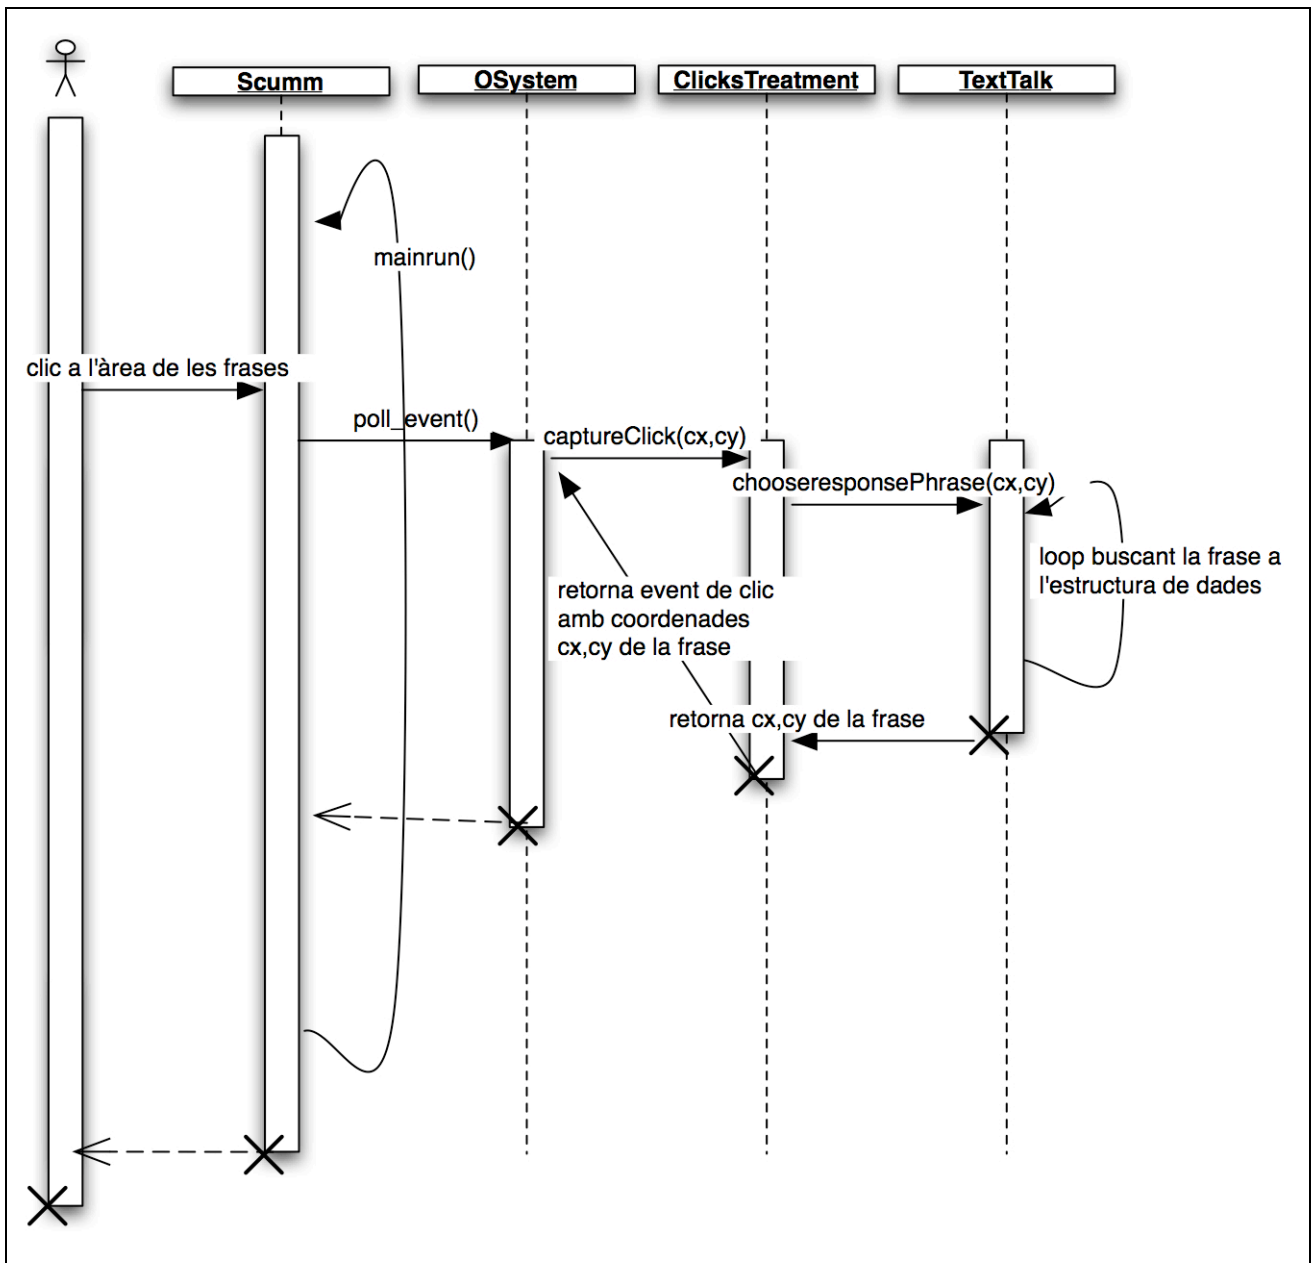 Scumm
OSystem
ClicksTreatment
TextTalk
mainrun()
clic a l'àrea de les frases
poll_event()
captureClick(cx,cy)
chooseresponsePhrase(cx,cy)
loop buscant la frase a
l'estructura de dades
retorna event de clic
amb coordenades
cx,cy de la frase
retorna cx,cy de la frase